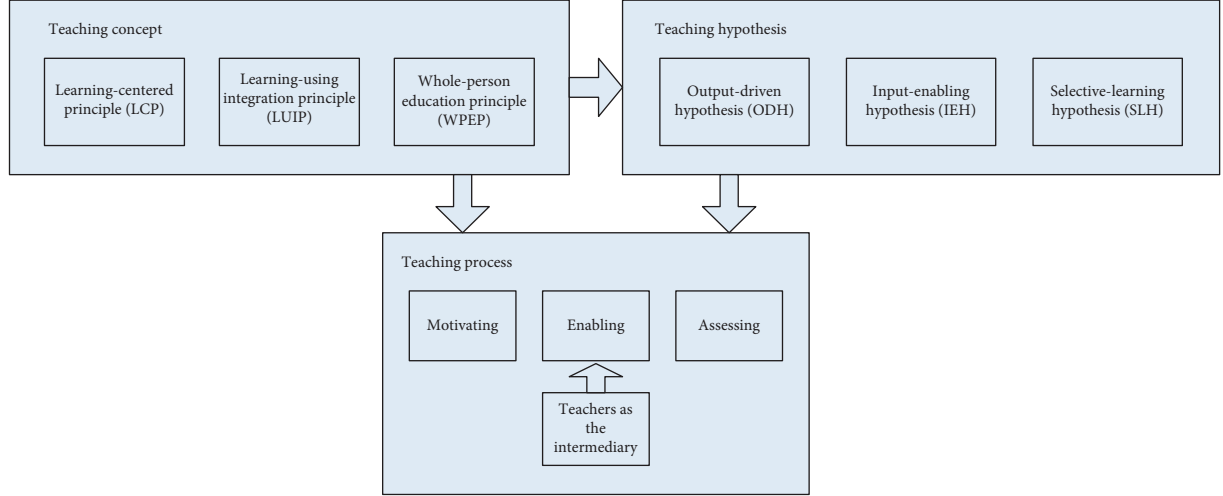 Teaching concept
Learning-centered
principle (LCP)
Learning-using
integration principle
(LUIP)
Whole-person
education principle
(WPEP)
Teaching hypothesis
Output-driven
hypothesis (ODH)
Input-enabling
hypothesis (IEH)
Selective-learning
hypothesis (SLH)
Teaching process
Motivating
Enabling
Assessing
Teachers as
the
intermediary